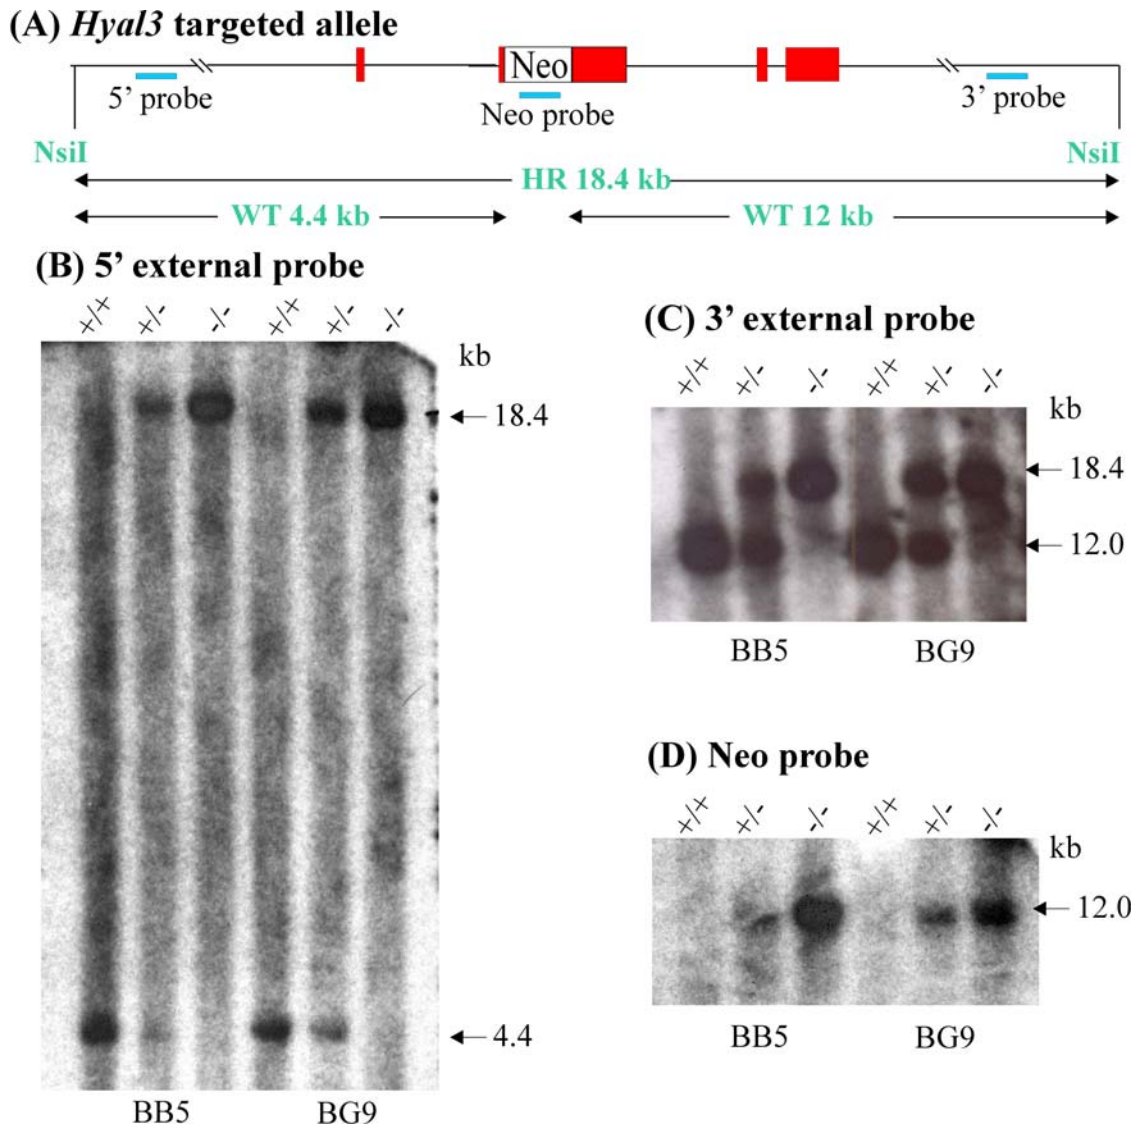 (A) Hyal3 targeted allele
Neo
5’ probe
Neo probe
3’ probe
NsiI
NsiI
HR 18.4 kb
WT 4.4 kb
WT 12 kb
(B) 5’ external probe
+/+ +/- -/- +/+ +/- -/-
kb
18.4
4.4
BB5 BG9
(C) 3’ external probe
+/+ +/- -/- +/+ +/- -/-
kb
18.4
12.0
BB5 BG9
(D) Neo probe
+/+ +/- -/- +/+ +/- -/-
kb
12.0
BB5 BG9